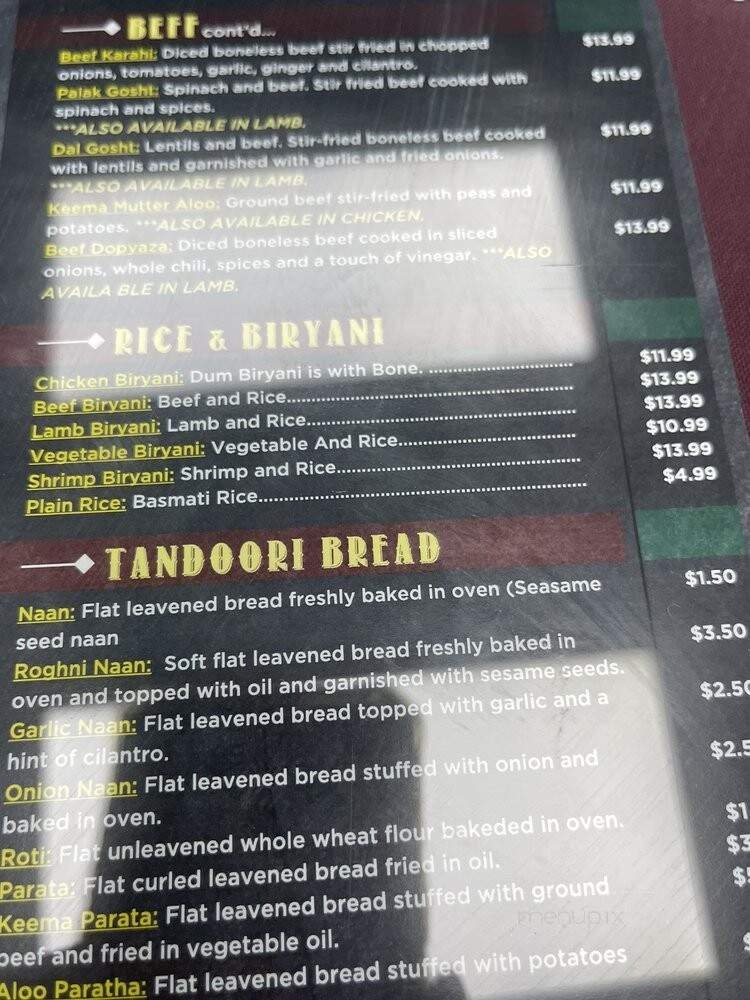 BEEF cont'd...
Beef Karahi: Diced boneless beef stir fried in chopped $13.99
onions, tomatoes, garlic, ginger and cilantro.
Palak Gosht: Spinach and beef. Stir fried beef cooked with $11.99
spinach and spices.
***ALSO AVAILABLE IN LAMB.
Dal Gosht: Lentils and beef. Stir-fried boneless beef cooked $11.99
with lentils and garnished with garlic and fried onions.
***ALSO AVAILABLE IN LAMB.
Keema Mutter Aloo: Ground beef stir-fried with peas and $11.99
potatoes. ***ALSO AVAILABLE IN CHICKEN.
Beef Dopyaza: Diced boneless beef cooked in sliced $13.99
onions, whole chili, spices and a touch of vinegar. ***ALSO
AVAILA BLE IN LAMB.
RICE & BIRYANI
Chicken Biryani: Dum Biryani is with Bone. .......................... $11.99
Beef Biryani: Beef and Rice.................................................... $13.99
Lamb Biryani: Lamb and Rice................................................. $13.99
Vegetable Biryani: Vegetable And Rice................................ $10.99
Shrimp Biryani: Shrimp and Rice............................................ $13.99
Plain Rice: Basmati Rice........................................................... $4.99
TANDOORI BREAD
Naan: Flat leavened bread freshly baked in oven (Seasame $1.50
seed naan
Roghni Naan: Soft flat leavened bread freshly baked in $3.50
oven and topped with oil and garnished with sesame seeds.
Garlic Naan: Flat leavened bread topped with garlic and a $2.50
hint of cilantro.
Onion Naan: Flat leavened bread stuffed with onion and $2.5
baked in oven.
Roti: Flat unleavened whole wheat flour bakeded in oven. $1
Parata: Flat curled leavened bread fried in oil. $3
Keema Parata: Flat leavened bread stuffed with ground $5
beef and fried in vegetable oil.
Aloo Paratha: Flat leavened bread stuffed with potatoes $
menupix